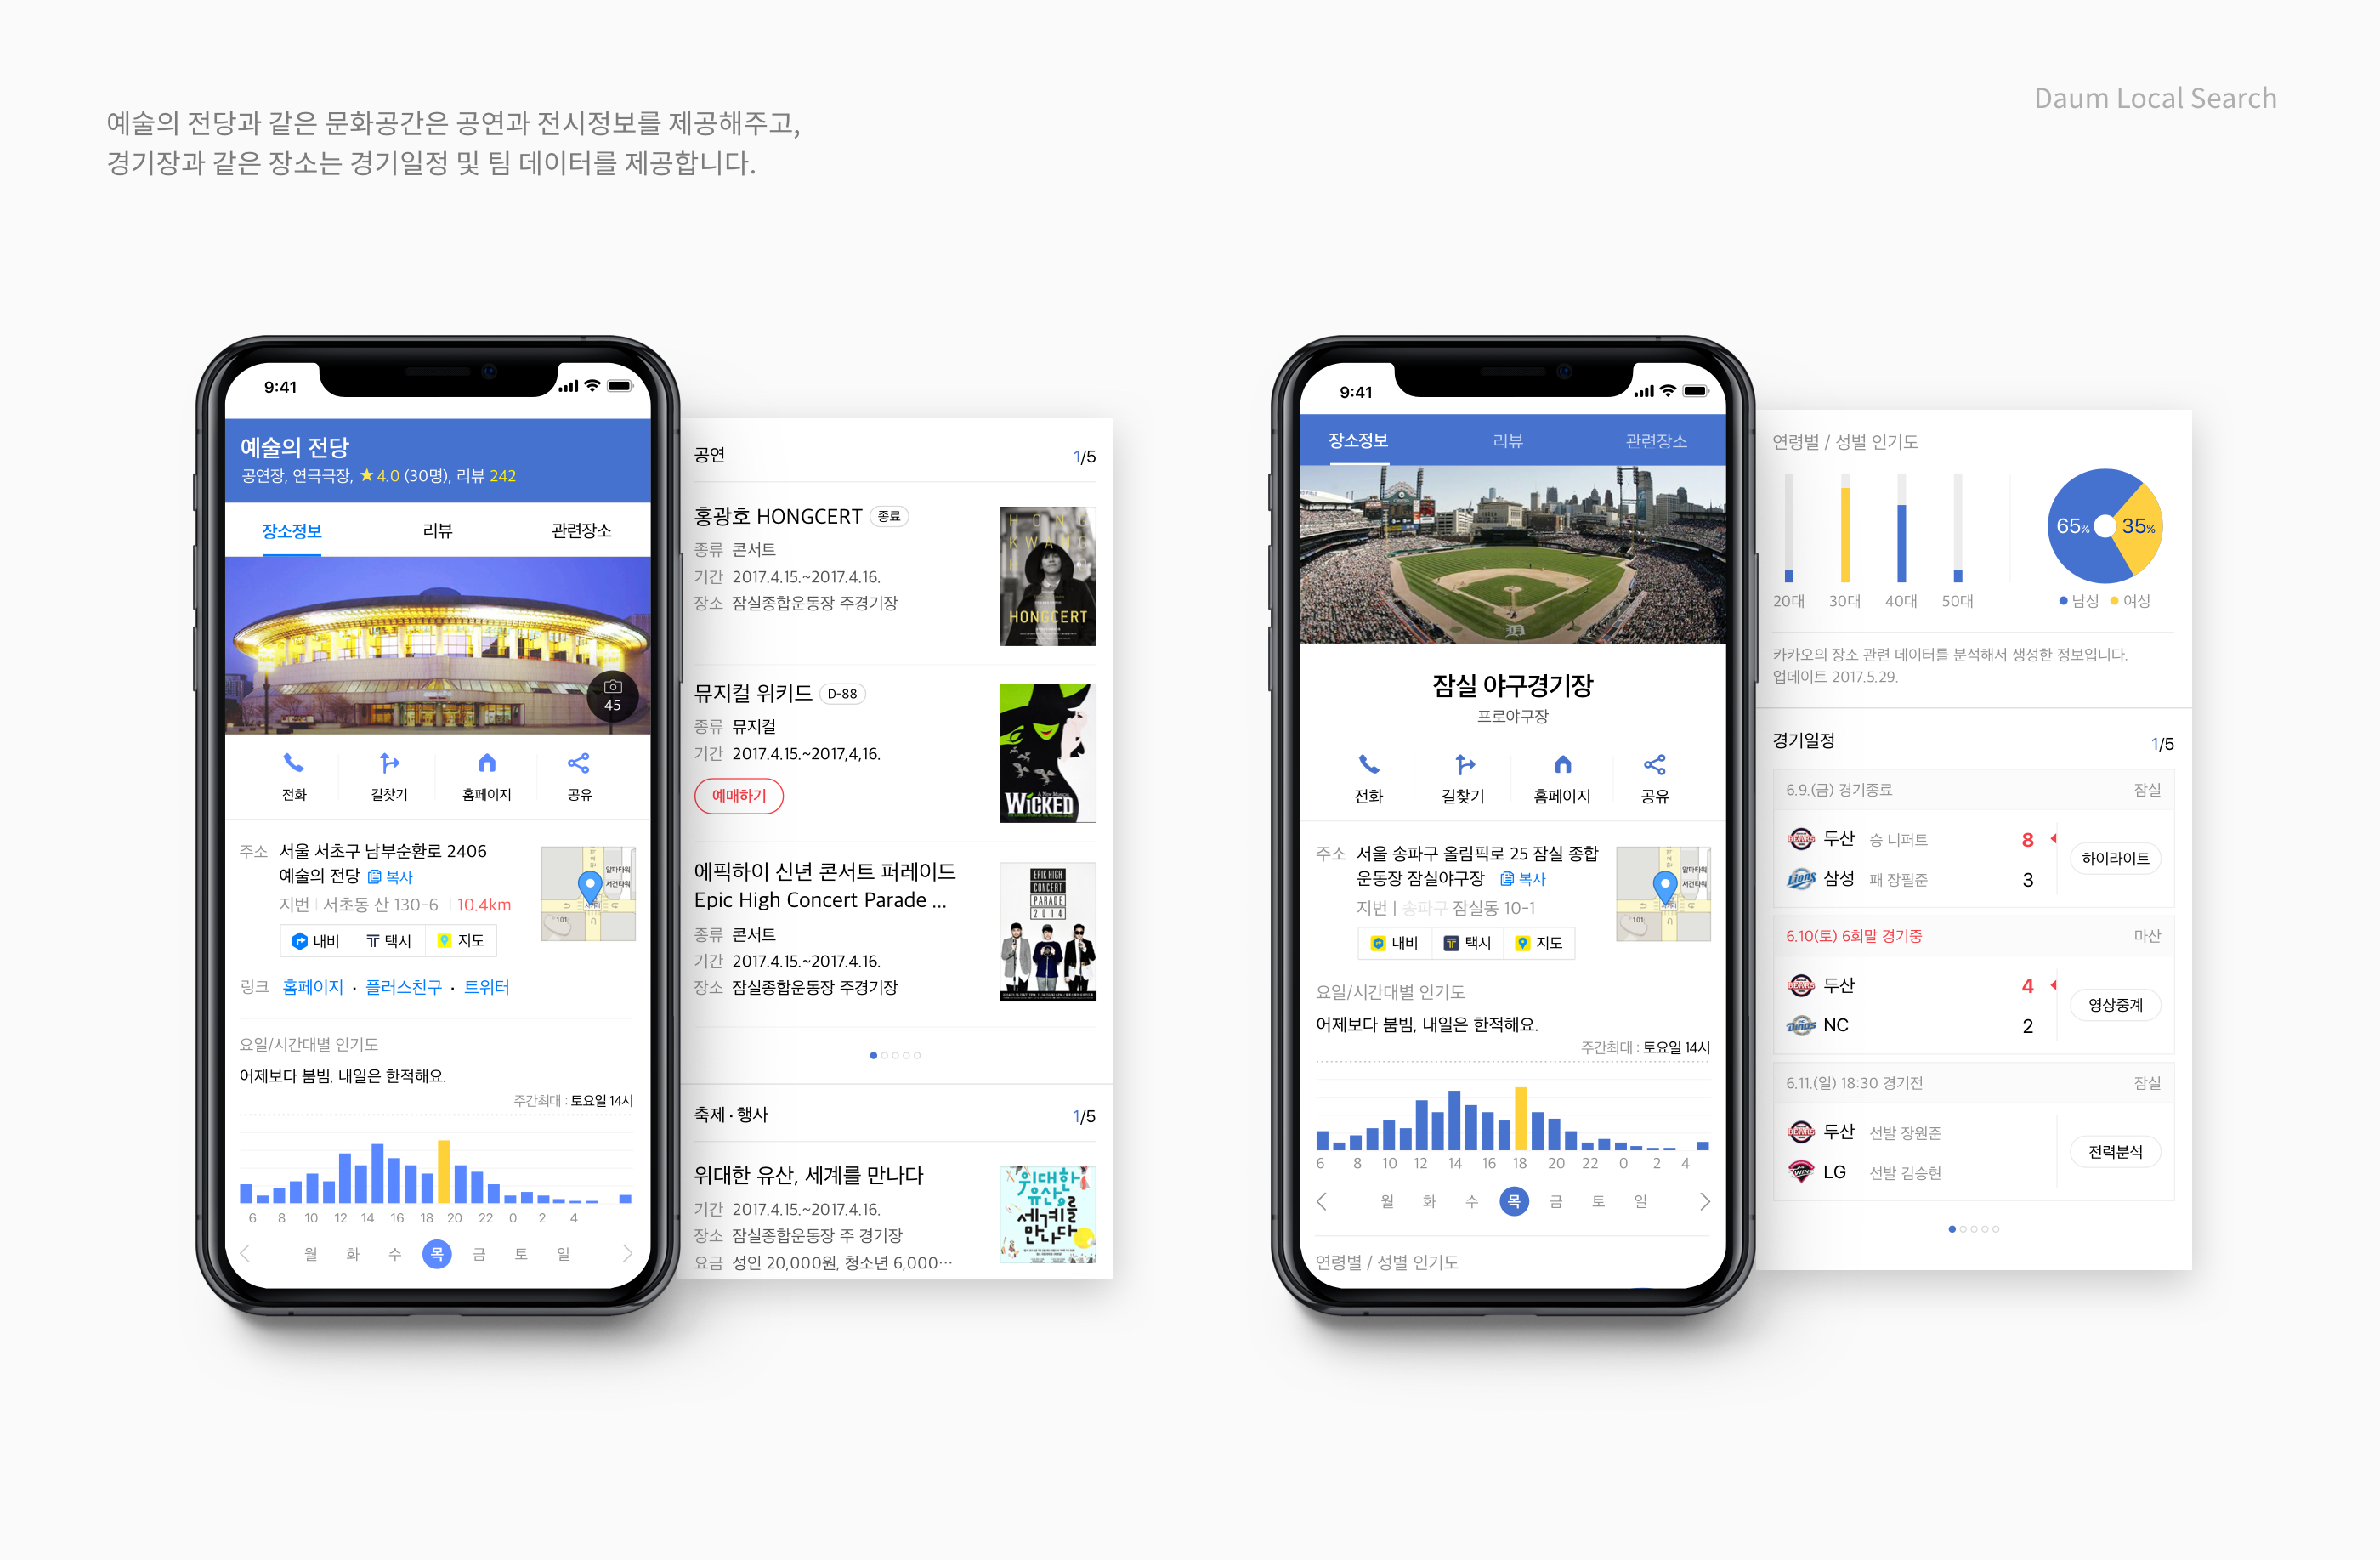 예술의 전당과 같은 문화공간은 공연과 전시정보를 제공해주고,
경기장과 같은 장소는 경기일정 및 팀 데이터를 제공합니다.
Daum Local Search
9:41
예술의 전당
공연장, 연극극장, ★4.0 (30명), 리뷰 242
장소정보 리뷰 관련장소
45
전화 길찾기 홈페이지 공유
주소 서울 서초구 남부순환로 2406
예술의 전당 복사
지번 | 서초동 산 130-6 | 10.4km
내비 택시 지도
알파타워
서건타워
101
링크 홈페이지 · 플러스친구 · 트위터
요일/시간대별 인기도
어제보다 붐빔, 내일은 한적해요.
주간최대 : 토요일 14시
6 8 10 12 14 16 18 20 22 0 2 4
월 화 수 목 금 토 일
공연 1/5
홍광호 HONGCERT 종료
종류 콘서트
기간 2017.4.15.~2017.4.16.
장소 잠실종합운동장 주경기장
HONG
KWANG
H O
HONGCERT
뮤지컬 위키드 D-88
종류 뮤지컬
기간 2017.4.15.~2017,4,16.
예매하기
A New Musical
WICKED
에픽하이 신년 콘서트 퍼레이드
Epic High Concert Parade ...
종류 콘서트
기간 2017.4.15.~2017.4.16.
장소 잠실종합운동장 주경기장
EPIK HIGH
CONCERT
PARADE
2014
축제 · 행사 1/5
위대한 유산, 세계를 만나다
기간 2017.4.15.~2017.4.16.
장소 잠실종합운동장 주 경기장
요금 성인 20,000원, 청소년 6,000···
위대한
유산,
세계를
만나다
9:41
장소정보 리뷰 관련장소
D
잠실 야구경기장
프로야구장
전화 길찾기 홈페이지 공유
주소 서울 송파구 올림픽로 25 잠실 종합
운동장 잠실야구장 복사
지번 | 송파구 잠실동 10-1
내비 택시 지도
알파타워
서건타워
101
요일/시간대별 인기도
어제보다 붐빔, 내일은 한적해요.
주간최대 : 토요일 14시
6 8 10 12 14 16 18 20 22 0 2 4
월 화 수 목 금 토 일
연령별 / 성별 인기도
연령별 / 성별 인기도
65% 35%
20대 30대 40대 50대
남성 여성
카카오의 장소 관련 데이터를 분석해서 생성한 정보입니다.
업데이트 2017.5.29.
경기일정 1/5
6.9.(금) 경기종료 잠실
BEARS 두산 승 니퍼트 8
Lions 삼성 패 장필준 3
하이라이트
6.10(토) 6회말 경기중 마산
BEARS 두산 4
Dinos NC 2
영상중계
6.11.(일) 18:30 경기전 잠실
BEARS 두산 선발 장원준
TWINS LG 선발 김승현
전력분석